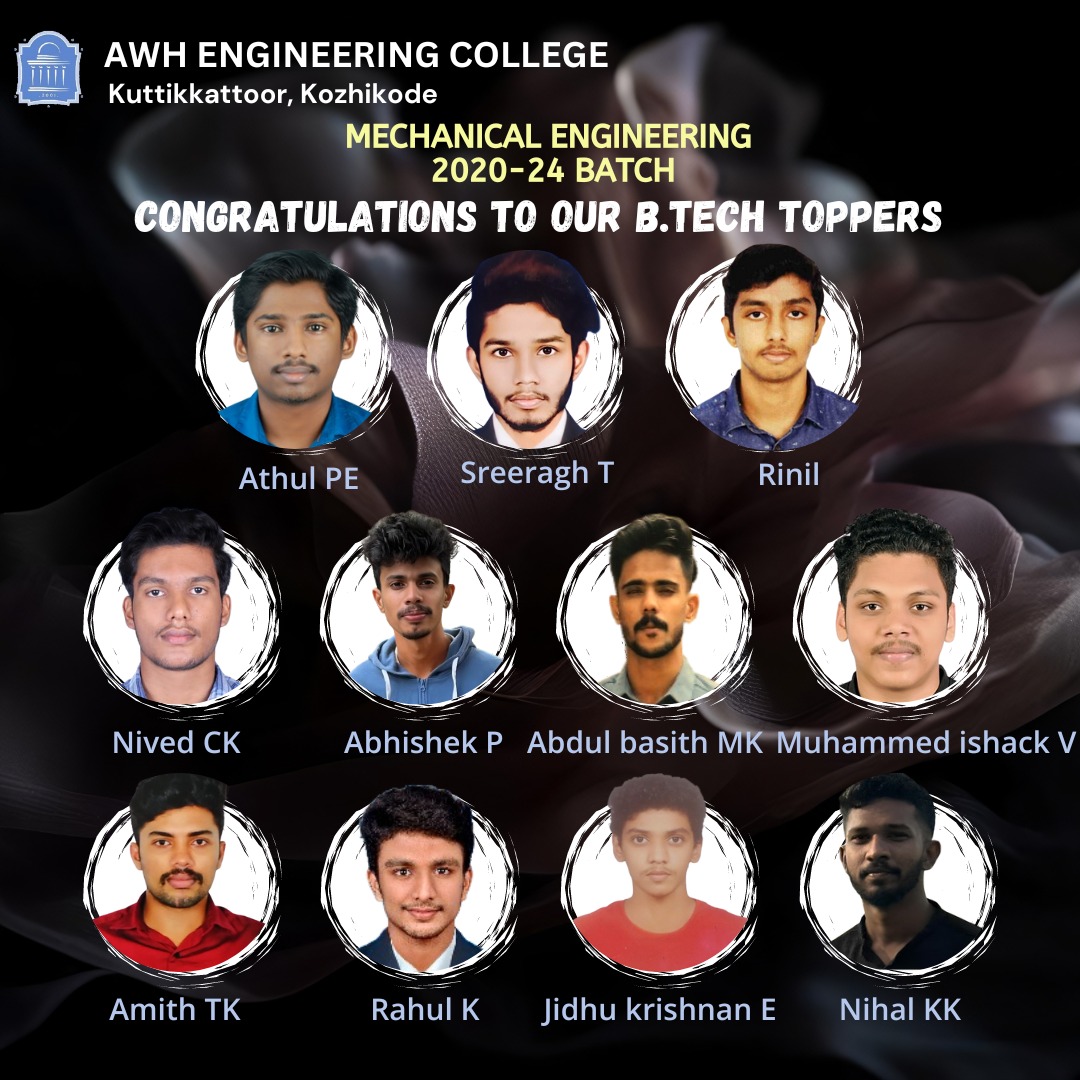 AWH ENGINEERING COLLEGE
Kuttikkattoor, Kozhikode
MECHANICAL ENGINEERING
2020-24 BATCH
CONGRATULATIONS TO OUR B.TECH TOPPERS
Athul PE
Sreeragh T
Rinil
Nived CK
Abhishek P
Abdul basith MK
Muhammed ishack V
Amith TK
Rahul K
Jidhu krishnan E
Nihal KK